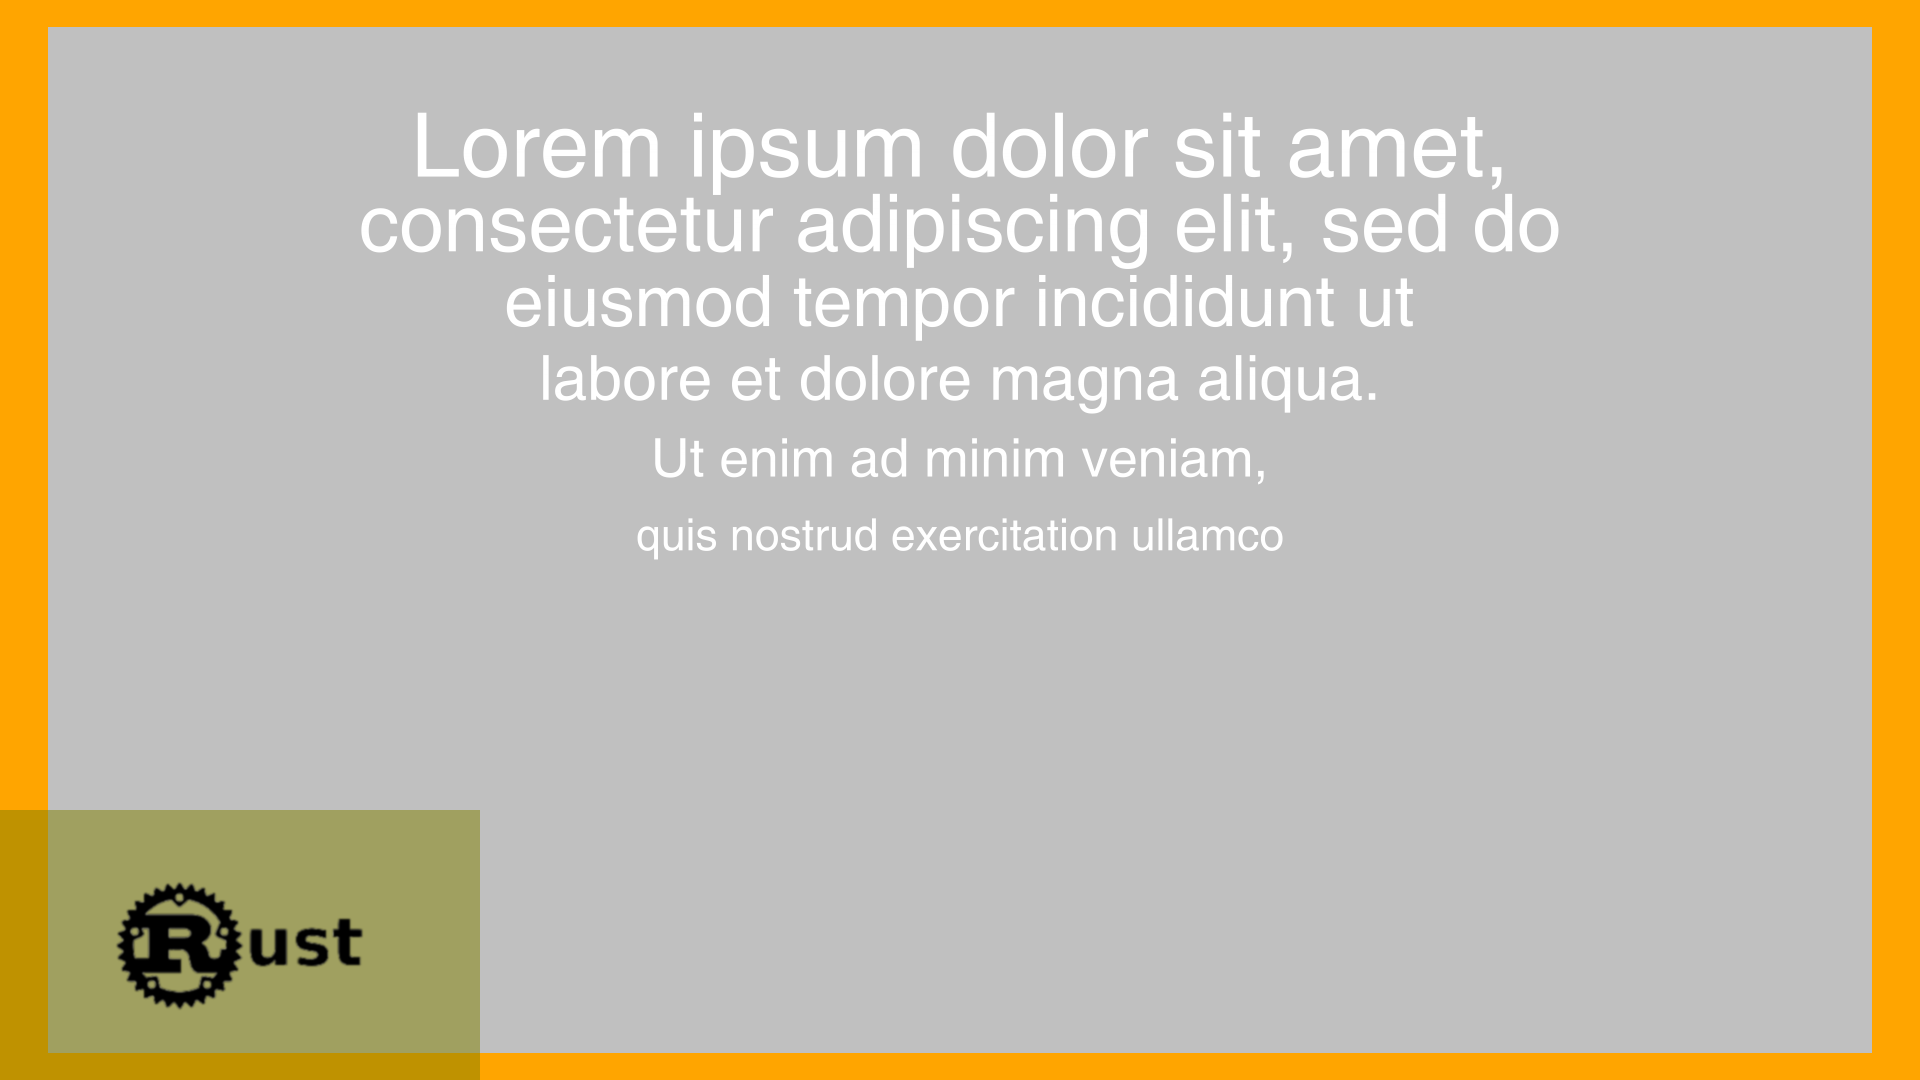 Lorem ipsum dolor sit amet,
consectetur adipiscing elit, sed do
eiusmod tempor incididunt ut
labore et dolore magna aliqua.
Ut enim ad minim veniam,
quis nostrud exercitation ullamco
Rust